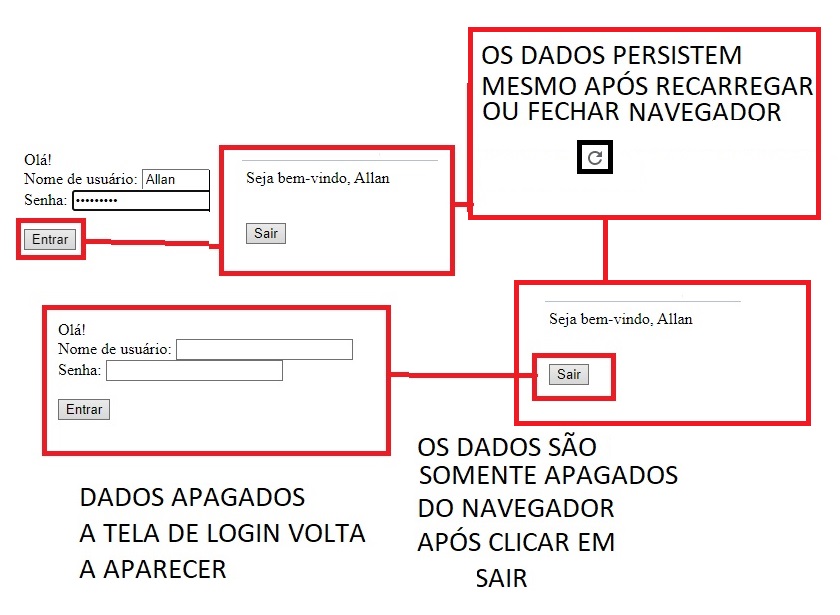 OS DADOS PERSISTEM
MESMO APÓS RECARREGAR
OU FECHAR NAVEGADOR
Olá!
Nome de usuário: Allan
Senha: •••••••••
Entrar
Seja bem-vindo, Allan
Sair
Seja bem-vindo, Allan
Sair
Olá!
Nome de usuário:
Senha:
Entrar
OS DADOS SÃO
SOMENTE APAGADOS
DO NAVEGADOR
APÓS CLICAR EM
SAIR
DADOS APAGADOS
A TELA DE LOGIN VOLTA
A APARECER